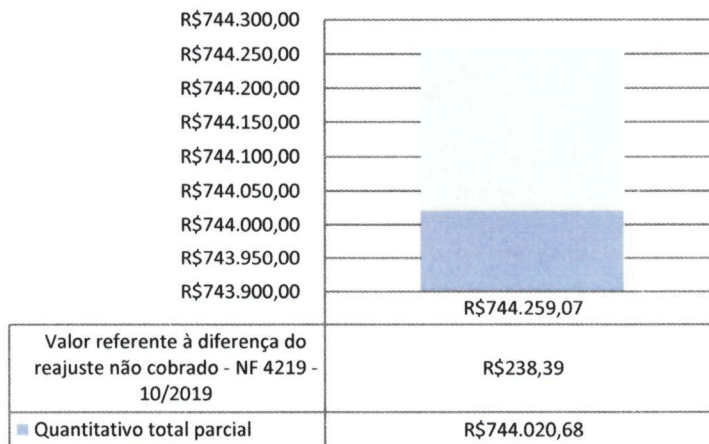 R$744.300,00
R$744.250,00
R$744.200,00
R$744.150,00
R$744.100,00
R$744.050,00
R$744.000,00
R$743.950,00
R$743.900,00
R$744.259,07
Valor referente à diferença do
reajuste não cobrado - NF 4219 -
10/2019
R$238,39
Quantitativo total parcial
R$744.020,68